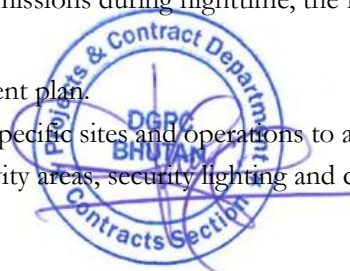 missions during nighttime, the
ent plan.
pecific sites and operations to a
vity areas, security lighting and
Projects & Contract Department
DGPC
BHUTAN
Contracts Section